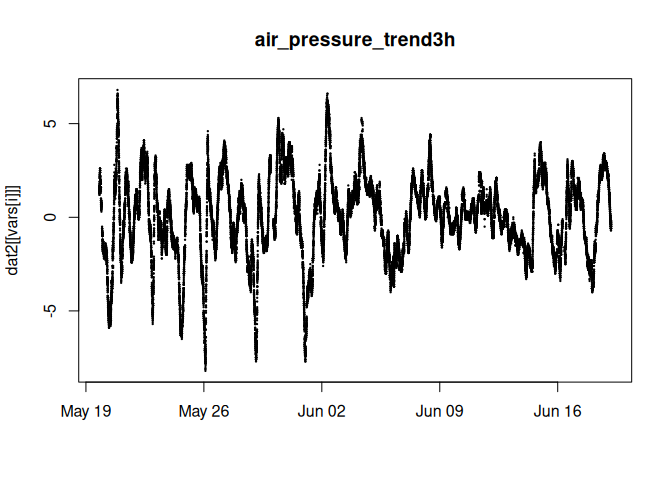 air_pressure_trend3h
dat2[[vars[i]]]
5
0
-5
May 19
May 26
Jun 02
Jun 09
Jun 16